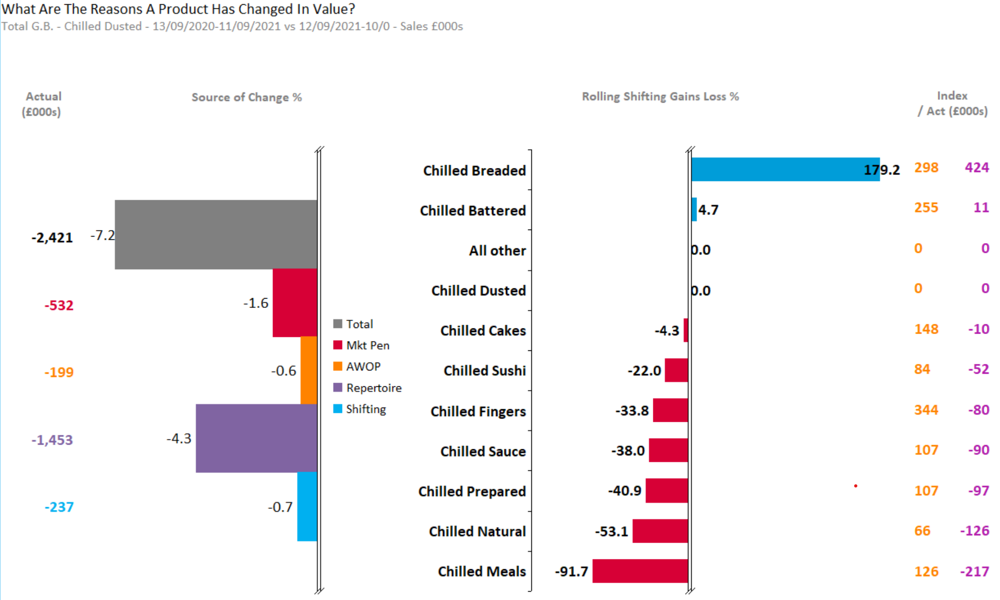 What Are The Reasons A Product Has Changed In Value?
Total G.B. - Chilled Dusted - 13/09/2020-11/09/2021 vs 12/09/2021-10/0 - Sales £000s
Actual
(£000s)
Source of Change %
Rolling Shifting Gains Loss %
Index
/ Act (£000s)
-2,421 -7.2
-532 -1.6
-199 -0.6
-1,453 -4.3
-237 -0.7
Total
Mkt Pen
AWOP
Repertoire
Shifting
Chilled Breaded 179.2 298 424
Chilled Battered 4.7 255 11
All other 0.0 0 0
Chilled Dusted 0.0 0 0
Chilled Cakes -4.3 148 -10
Chilled Sushi -22.0 84 -52
Chilled Fingers -33.8 344 -80
Chilled Sauce -38.0 107 -90
Chilled Prepared -40.9 107 -97
Chilled Natural -53.1 66 -126
Chilled Meals -91.7 126 -217